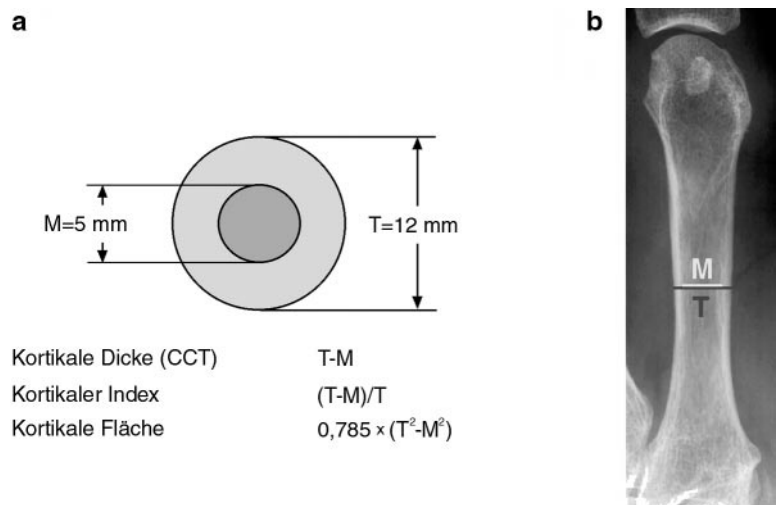 a
b
M=5 mm
T=12 mm
M
T
Kortikale Dicke (CCT) T-M
Kortikaler Index (T-M)/T
Kortikale Fläche 0,785 × (T²-M²)